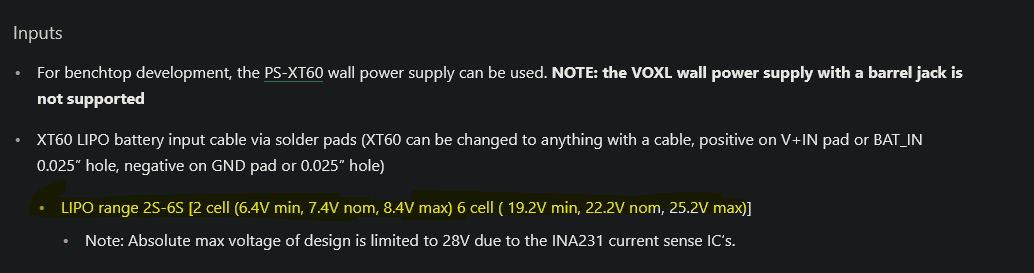 Inputs
• For benchtop development, the PS-XT60 wall power supply can be used. NOTE: the VOXL wall power supply with a barrel jack is
not supported
• XT60 LIPO battery input cable via solder pads (XT60 can be changed to anything with a cable, positive on V+IN pad or BAT_IN
0.025” hole, negative on GND pad or 0.025” hole)
• LIPO range 2S-6S [2 cell (6.4V min, 7.4V nom, 8.4V max) 6 cell ( 19.2V min, 22.2V nom, 25.2V max)]
• Note: Absolute max voltage of design is limited to 28V due to the INA231 current sense IC’s.